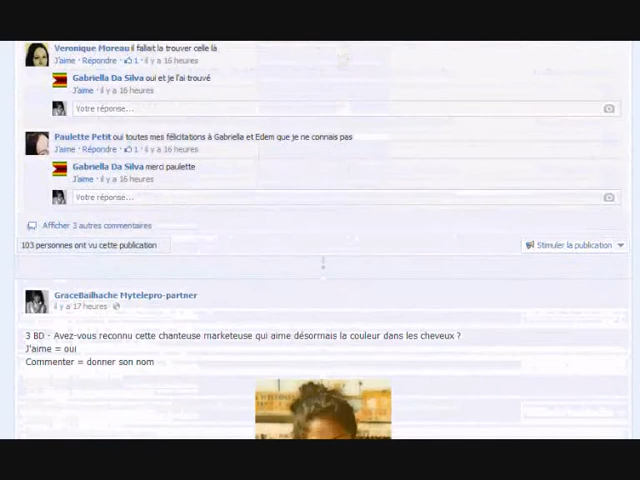 Veronique Moreau il fallait la trouver celle là
J'aime · Répondre · 1 · il y a 16 heures
Gabriella Da Silva oui et je l'ai trouvé
J'aime · il y a 16 heures
Votre réponse...
Paulette Petit oui toutes mes félicitations à Gabriella et Edem que je ne connais pas
J'aime · Répondre · 1 · il y a 16 heures
Gabriella Da Silva merci paulette
J'aime · il y a 16 heures
Votre réponse...
Afficher 3 autres commentaires
103 personnes ont vu cette publication
Stimuler la publication
GraceBailhache Mytelepro-partner
il y a 17 heures
3 BD - Avez-vous reconnu cette chanteuse marketeuse qui aime désormais la couleur dans les cheveux ?
J'aime = oui
Commenter = donner son nom